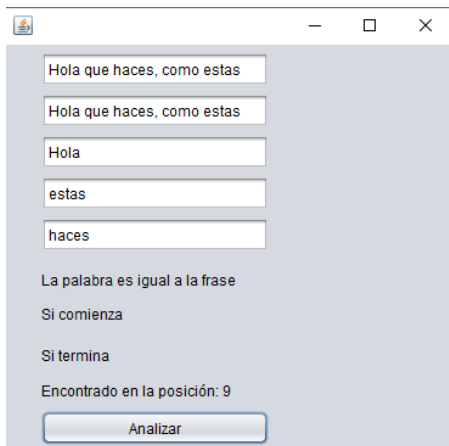 Hola que haces, como estas
Hola que haces, como estas
Hola
estas
haces
La palabra es igual a la frase
Si comienza
Si termina
Encontrado en la posición: 9
Analizar